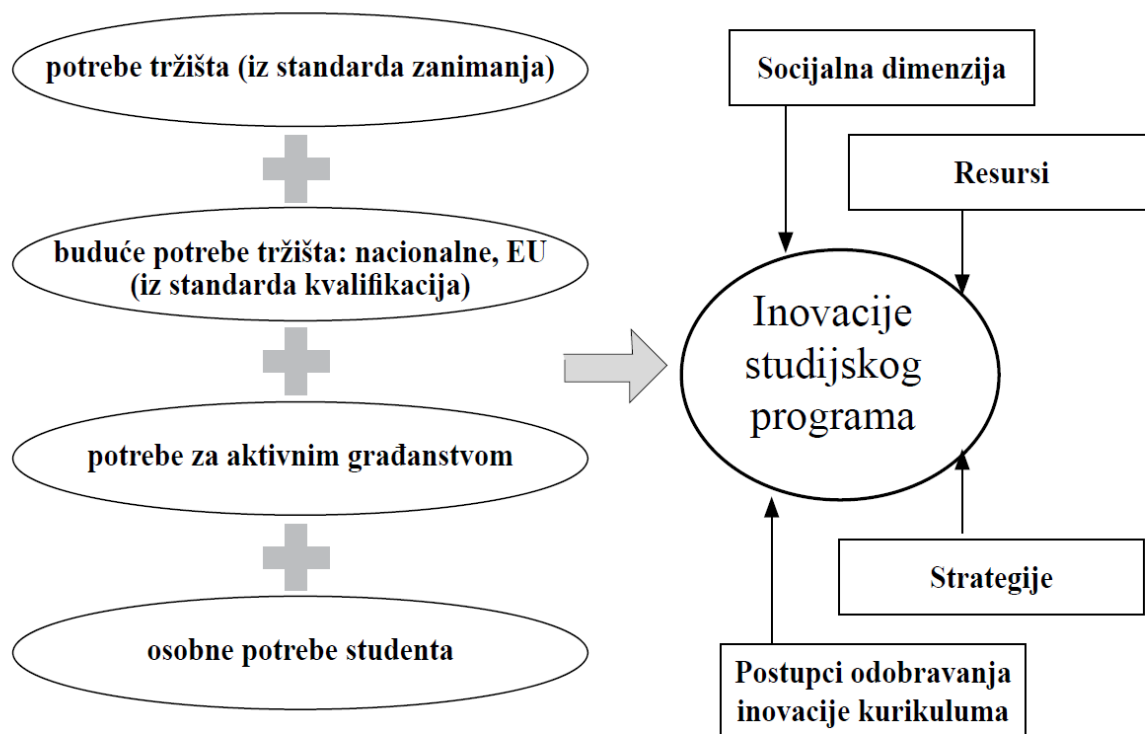 potrebe tržišta (iz standarda zanimanja)
buduće potrebe tržišta: nacionalne, EU
(iz standarda kvalifikacija)
potrebe za aktivnim građanstvom
osobne potrebe studenta
Socijalna dimenzija
Resursi
Inovacije
studijskog
programa
Strategije
Postupci odobravanja
inovacije kurikuluma